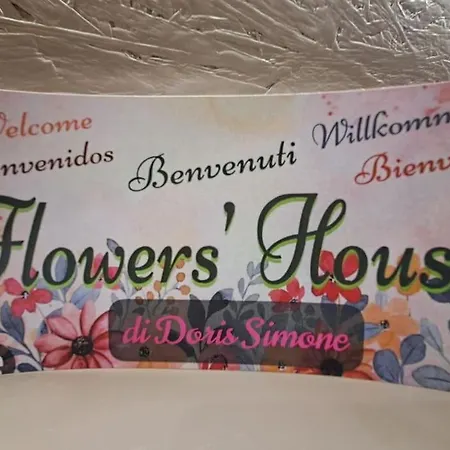 Welcome Benvenuti Willkomm
nvenidos Bienv
Flowers' Hous
di Doris Simone